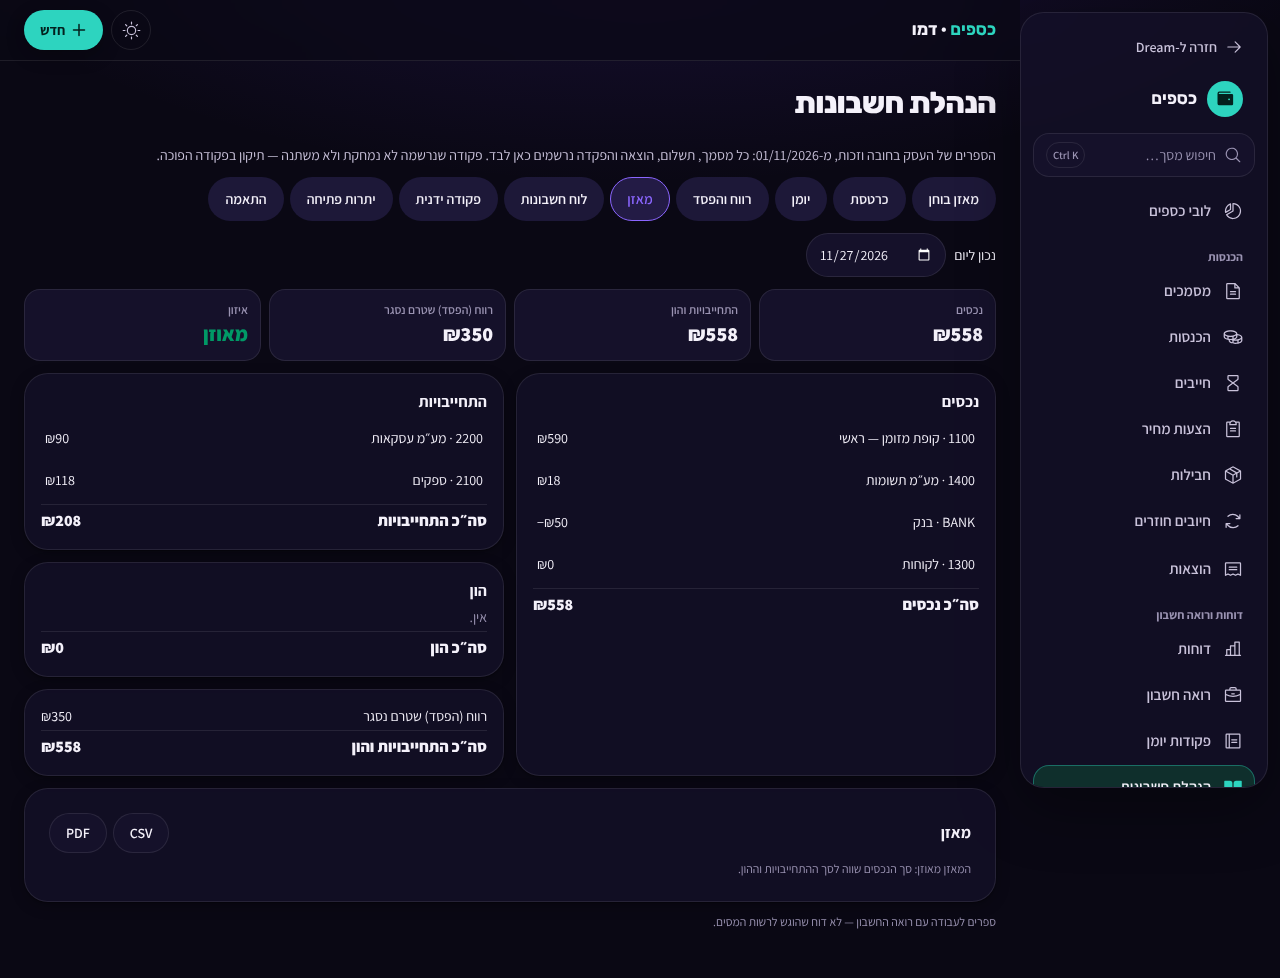 חזרה ל-Dream
כספים
חיפוש מסך...
Ctrl K
לובי כספים
הכנסות
מסמכים
הכנסות
חייבים
הצעות מחיר
חבילות
חיובים חוזרים
הוצאות
דוחות ורואה חשבון
דוחות
רואה חשבון
פקודות יומן
הנהלת חשבונות
כספים • דמו
חדש
הנהלת חשבונות
הספרים של העסק בחובה וזכות, מ-01/11/2026: כל מסמך, תשלום, הוצאה והפקדה נרשמים כאן לבד. פקודה שנרשמה לא נמחקת ולא משתנה — תיקון בפקודה הפוכה.
מאזן בוחן
כרטסת
יומן
רווח והפסד
מאזן
לוח חשבונות
פקודה ידנית
יתרות פתיחה
התאמה
נכון ליום
11/27/2026
נכסים
₪558
התחייבויות והון
₪558
רווח (הפסד) שטרם נסגר
₪350
איזון
מאוזן
נכסים
1100 · קופת מזומן — ראשי ₪590
1400 · מע״מ תשומות ₪18
BANK · בנק −₪50
1300 · לקוחות ₪0
סה״כ נכסים ₪558
התחייבויות
2200 · מע״מ עסקאות ₪90
2100 · ספקים ₪118
סה״כ התחייבויות ₪208
הון
אין.
סה״כ הון ₪0
רווח (הפסד) שטרם נסגר ₪350
סה״כ התחייבויות והון ₪558
מאזן
CSV
PDF
המאזן מאוזן: סך הנכסים שווה לסך ההתחייבויות וההון.
ספרים לעבודה עם רואה החשבון — לא דוח שהוגש לרשות המסים.